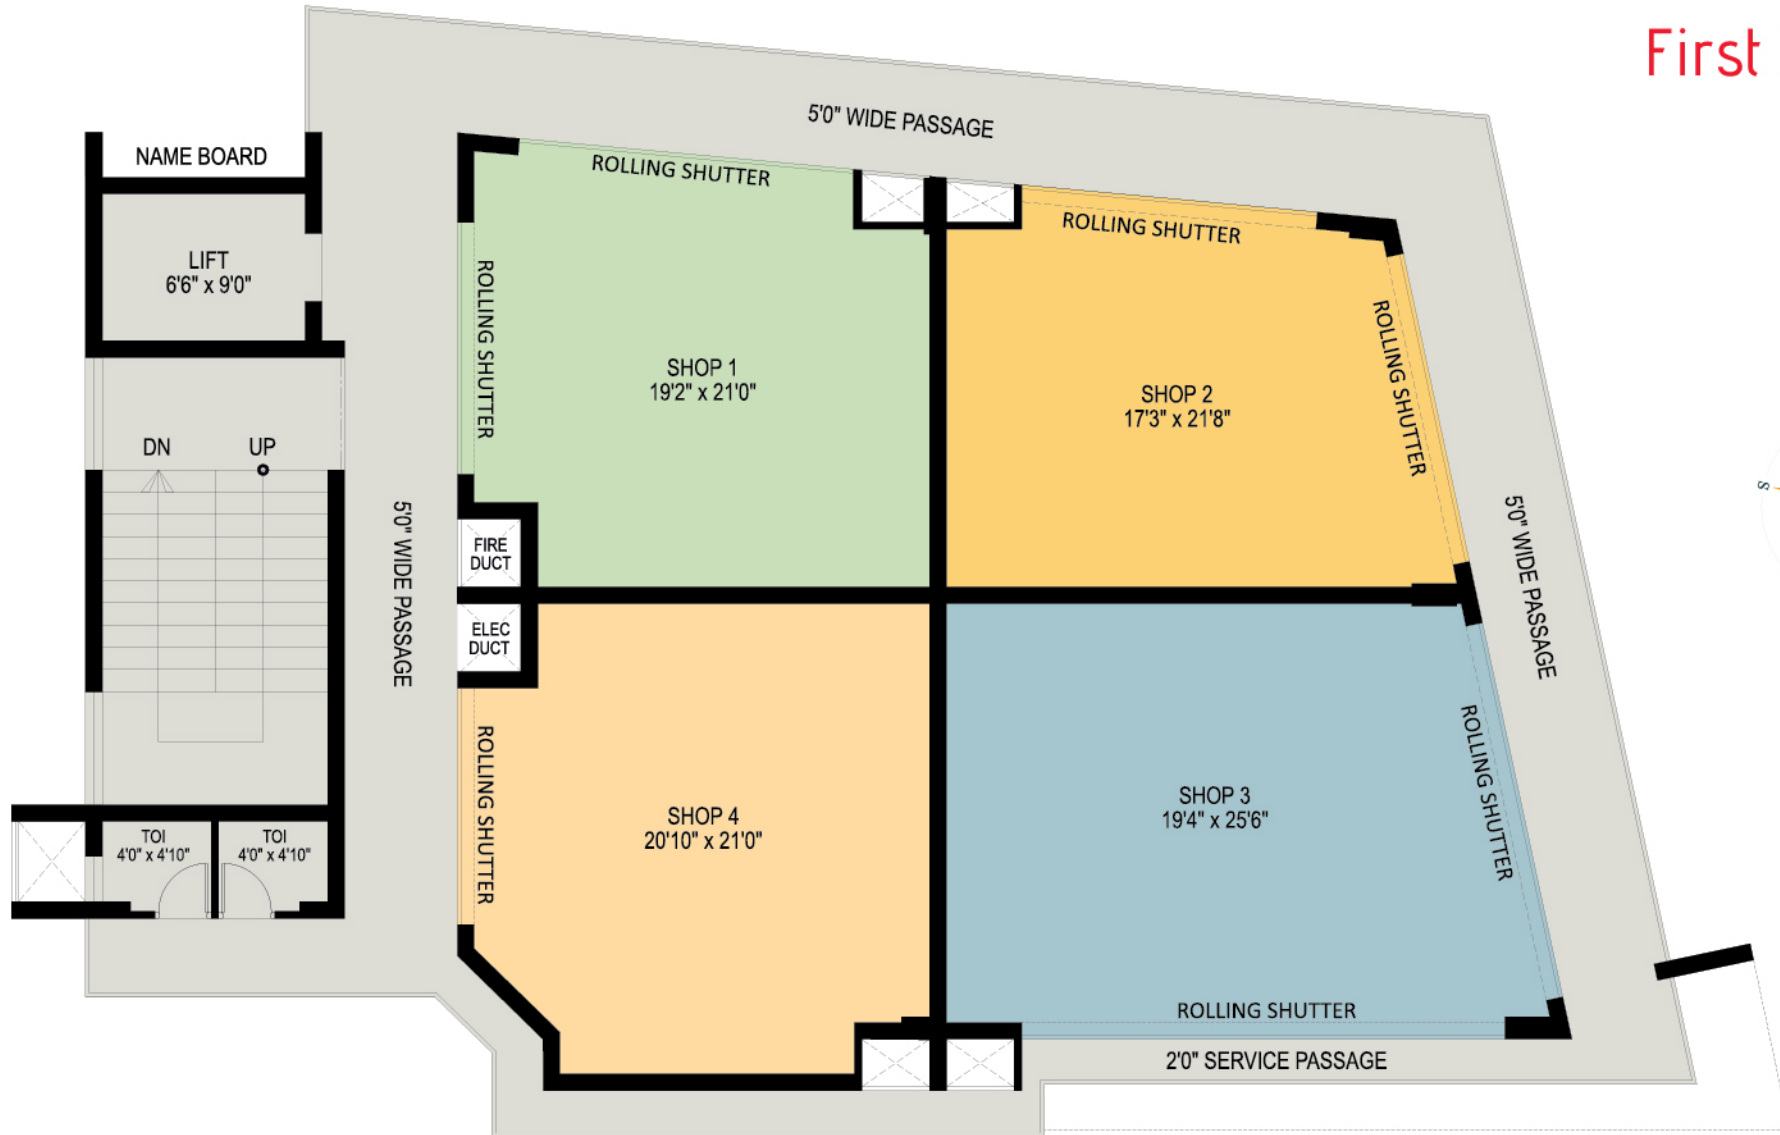 First
5'0" WIDE PASSAGE
NAME BOARD
ROLLING SHUTTER
ROLLING SHUTTER
LIFT
6'6" x 9'0"
ROLLING SHUTTER
ROLLING SHUTTER
SHOP 1
19'2" x 21'0"
SHOP 2
17'3" x 21'8"
DN
UP
S
5'0" WIDE PASSAGE
5'0" WIDE PASSAGE
FIRE
DUCT
ELEC
DUCT
ROLLING SHUTTER
ROLLING SHUTTER
SHOP 3
19'4" x 25'6"
SHOP 4
20'10" x 21'0"
TOI
4'0" x 4'10"
TOI
4'0" x 4'10"
ROLLING SHUTTER
2'0" SERVICE PASSAGE